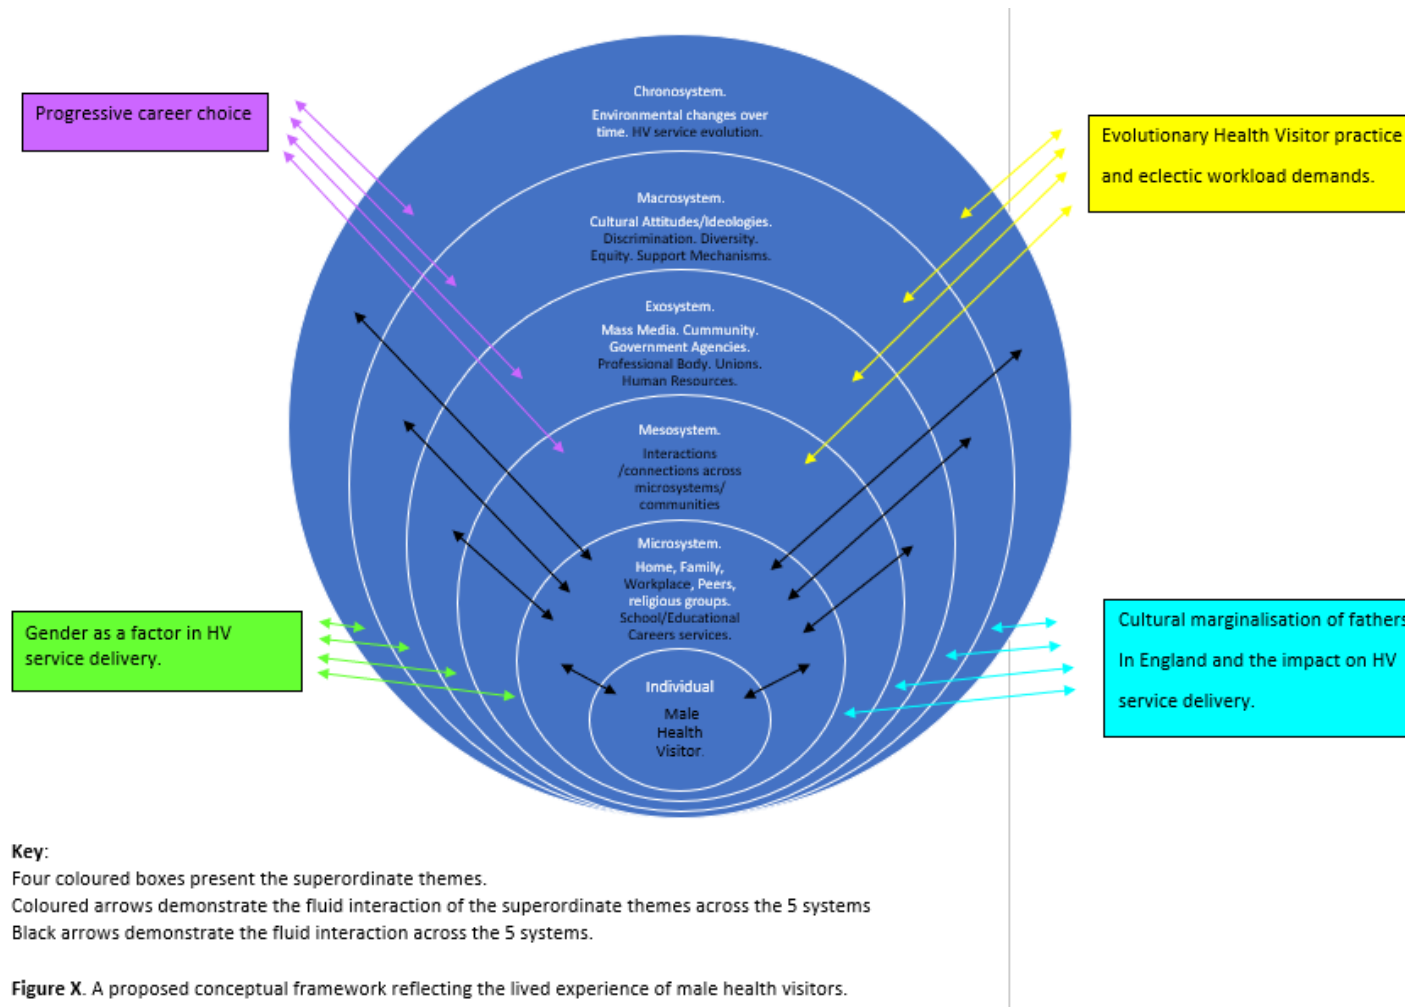 Progressive career choice
Chronosystem.
Environmental changes over
time. HV service evolution.
Evolutionary Health Visitor practice
and eclectic workload demands.
Macrosystem.
Cultural Attitudes/Ideologies.
Discrimination. Diversity.
Equity. Support Mechanisms.
Exosystem.
Mass Media. Cummunity.
Government Agencies.
Professional Body. Unions.
Human Resources.
Mesosystem.
Interactions
/connections across
microsystems/
communities
Microsystem.
Home, Family,
Workplace, Peers,
religious groups.
School/Educational
Careers services.
Gender as a factor in HV
service delivery.
Cultural marginalisation of fathers
In England and the impact on HV
service delivery.
Individual
Male
Health
Visitor.
Key:
Four coloured boxes present the superordinate themes.
Coloured arrows demonstrate the fluid interaction of the superordinate themes across the 5 systems
Black arrows demonstrate the fluid interaction across the 5 systems.
Figure X. A proposed conceptual framework reflecting the lived experience of male health visitors.